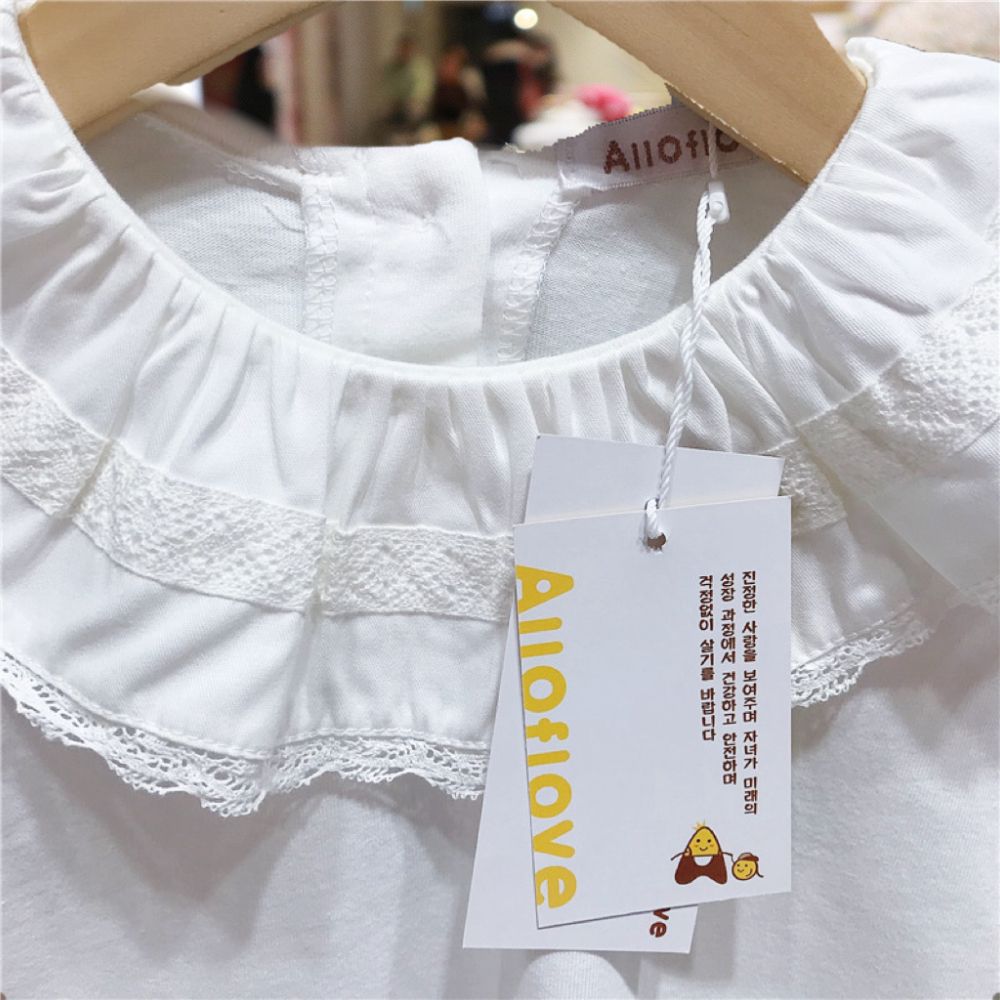 Alloflo
Alloflove
진정한 사랑을 보여주며 자녀가 미래의
성장 과정에서 건강하고 안전하며
걱정없이 살기를 바랍니다
ve